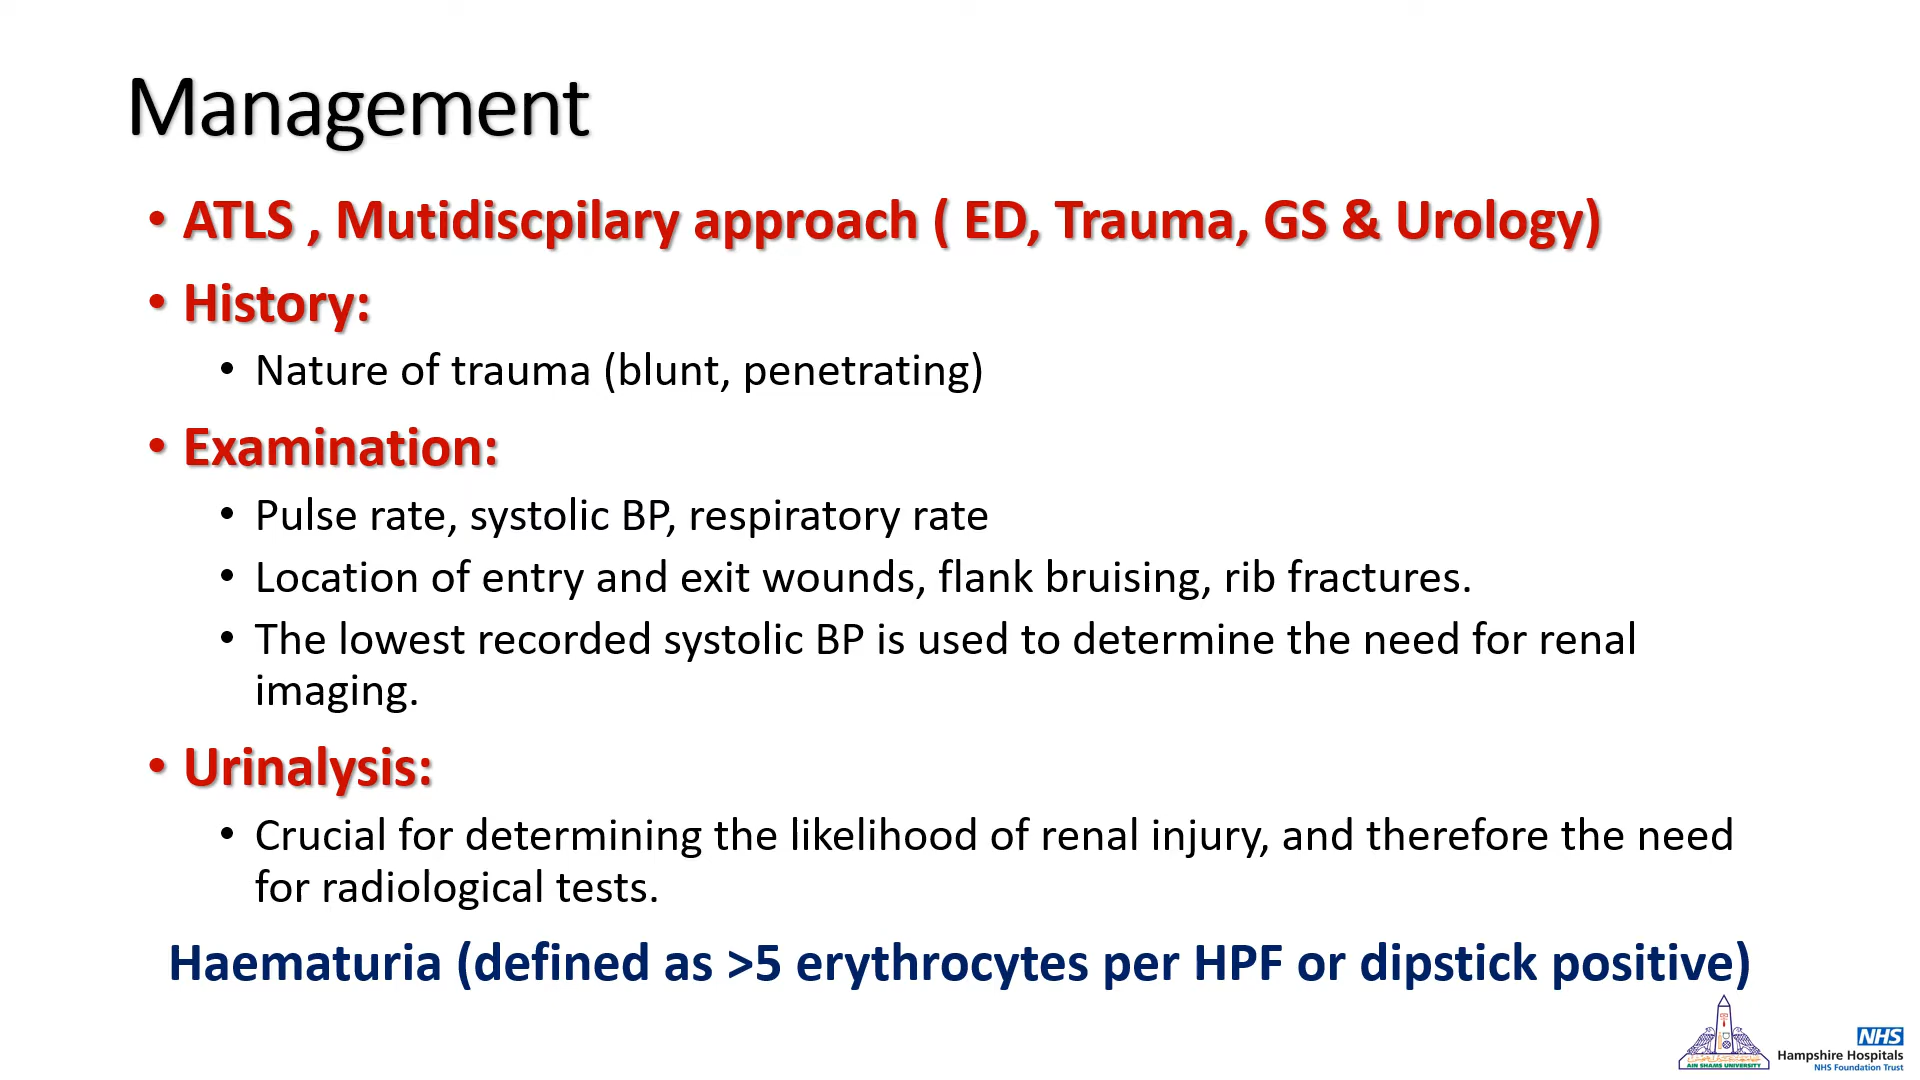 Management
• ATLS , Mutidiscpilary approach ( ED, Trauma, GS & Urology)
• History:
• Nature of trauma (blunt, penetrating)
• Examination:
• Pulse rate, systolic BP, respiratory rate
• Location of entry and exit wounds, flank bruising, rib fractures.
• The lowest recorded systolic BP is used to determine the need for renal
imaging.
• Urinalysis:
• Crucial for determining the likelihood of renal injury, and therefore the need
for radiological tests.
Haematuria (defined as >5 erythrocytes per HPF or dipstick positive)
AIN SHAMS UNIVERSITY
NHS
Hampshire Hospitals
NHS Foundation Trust